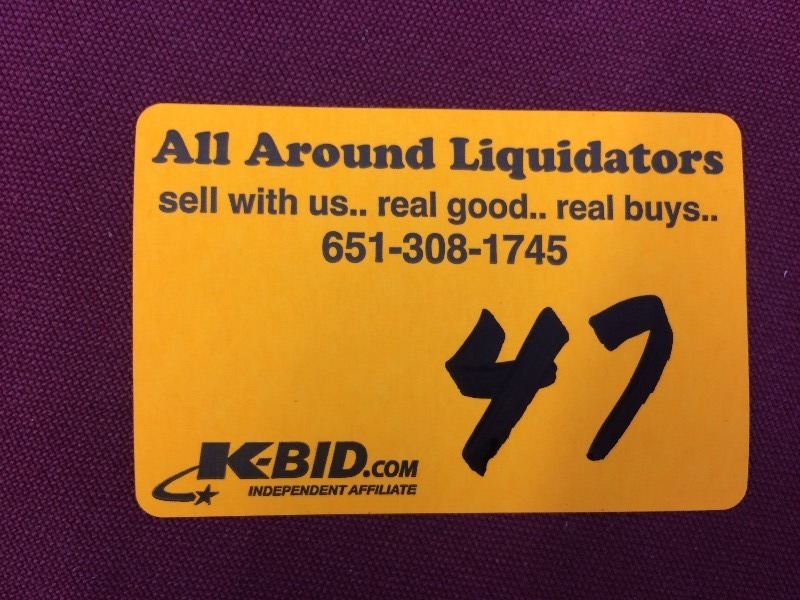 All Around Liquidators
sell with us.. real good.. real buys..
651-308-1745
47
K-BID.COM
INDEPENDENT AFFILIATE